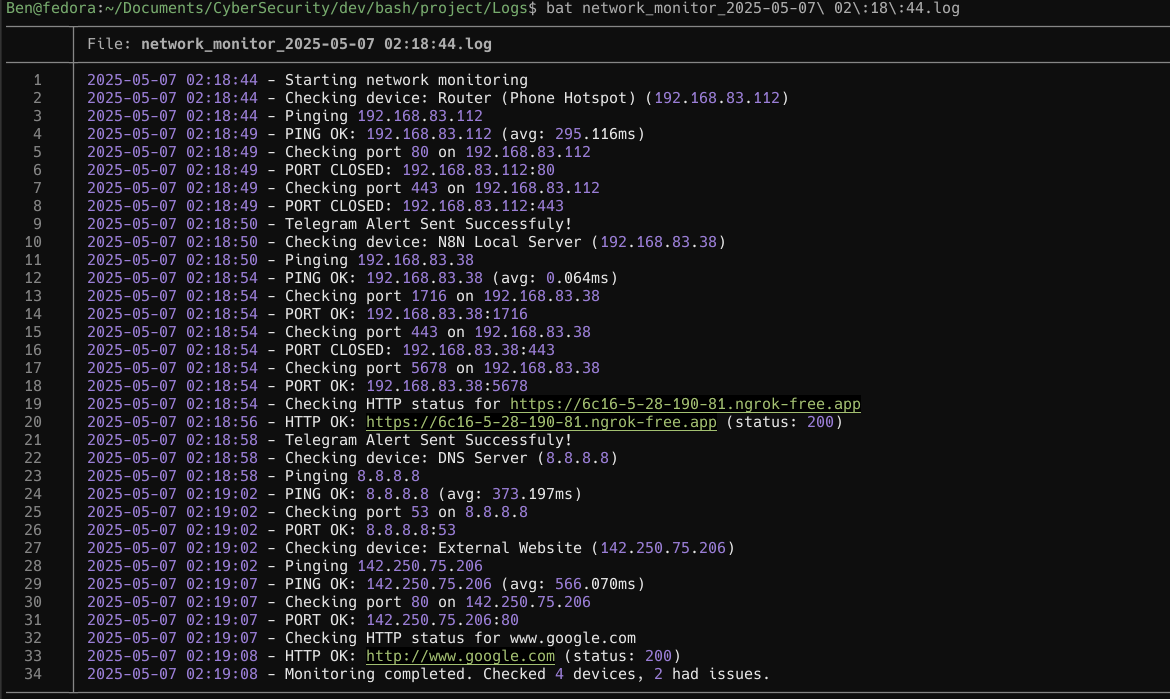 Ben@fedora:~/Documents/CyberSecurity/dev/bash/project/Logs$ bat network_monitor_2025-05-07\ 02\:18\:44.log
File: network_monitor_2025-05-07 02:18:44.log
1 2025-05-07 02:18:44 - Starting network monitoring
2 2025-05-07 02:18:44 - Checking device: Router (Phone Hotspot) (192.168.83.112)
3 2025-05-07 02:18:44 - Pinging 192.168.83.112
4 2025-05-07 02:18:49 - PING OK: 192.168.83.112 (avg: 295.116ms)
5 2025-05-07 02:18:49 - Checking port 80 on 192.168.83.112
6 2025-05-07 02:18:49 - PORT CLOSED: 192.168.83.112:80
7 2025-05-07 02:18:49 - Checking port 443 on 192.168.83.112
8 2025-05-07 02:18:49 - PORT CLOSED: 192.168.83.112:443
9 2025-05-07 02:18:50 - Telegram Alert Sent Successfuly!
10 2025-05-07 02:18:50 - Checking device: N8N Local Server (192.168.83.38)
11 2025-05-07 02:18:50 - Pinging 192.168.83.38
12 2025-05-07 02:18:54 - PING OK: 192.168.83.38 (avg: 0.064ms)
13 2025-05-07 02:18:54 - Checking port 1716 on 192.168.83.38
14 2025-05-07 02:18:54 - PORT OK: 192.168.83.38:1716
15 2025-05-07 02:18:54 - Checking port 443 on 192.168.83.38
16 2025-05-07 02:18:54 - PORT CLOSED: 192.168.83.38:443
17 2025-05-07 02:18:54 - Checking port 5678 on 192.168.83.38
18 2025-05-07 02:18:54 - PORT OK: 192.168.83.38:5678
19 2025-05-07 02:18:54 - Checking HTTP status for https://6c16-5-28-190-81.ngrok-free.app
20 2025-05-07 02:18:56 - HTTP OK: https://6c16-5-28-190-81.ngrok-free.app (status: 200)
21 2025-05-07 02:18:58 - Telegram Alert Sent Successfuly!
22 2025-05-07 02:18:58 - Checking device: DNS Server (8.8.8.8)
23 2025-05-07 02:18:58 - Pinging 8.8.8.8
24 2025-05-07 02:19:02 - PING OK: 8.8.8.8 (avg: 373.197ms)
25 2025-05-07 02:19:02 - Checking port 53 on 8.8.8.8
26 2025-05-07 02:19:02 - PORT OK: 8.8.8.8:53
27 2025-05-07 02:19:02 - Checking device: External Website (142.250.75.206)
28 2025-05-07 02:19:02 - Pinging 142.250.75.206
29 2025-05-07 02:19:07 - PING OK: 142.250.75.206 (avg: 566.070ms)
30 2025-05-07 02:19:07 - Checking port 80 on 142.250.75.206
31 2025-05-07 02:19:07 - PORT OK: 142.250.75.206:80
32 2025-05-07 02:19:07 - Checking HTTP status for www.google.com
33 2025-05-07 02:19:08 - HTTP OK: http://www.google.com (status: 200)
34 2025-05-07 02:19:08 - Monitoring completed. Checked 4 devices, 2 had issues.